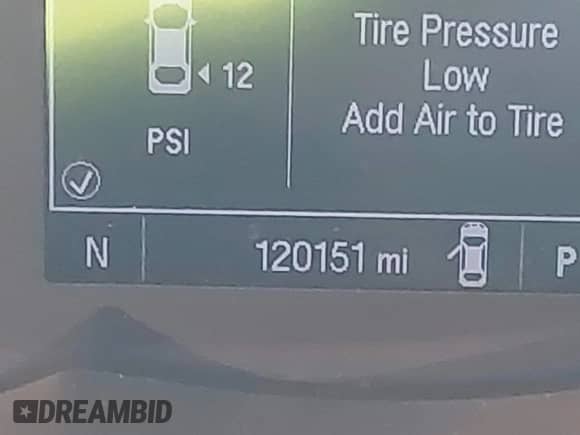 Tire Pressure
Low
Add Air to Tire
12
PSI
N
120151 mi
P
DREAMBID